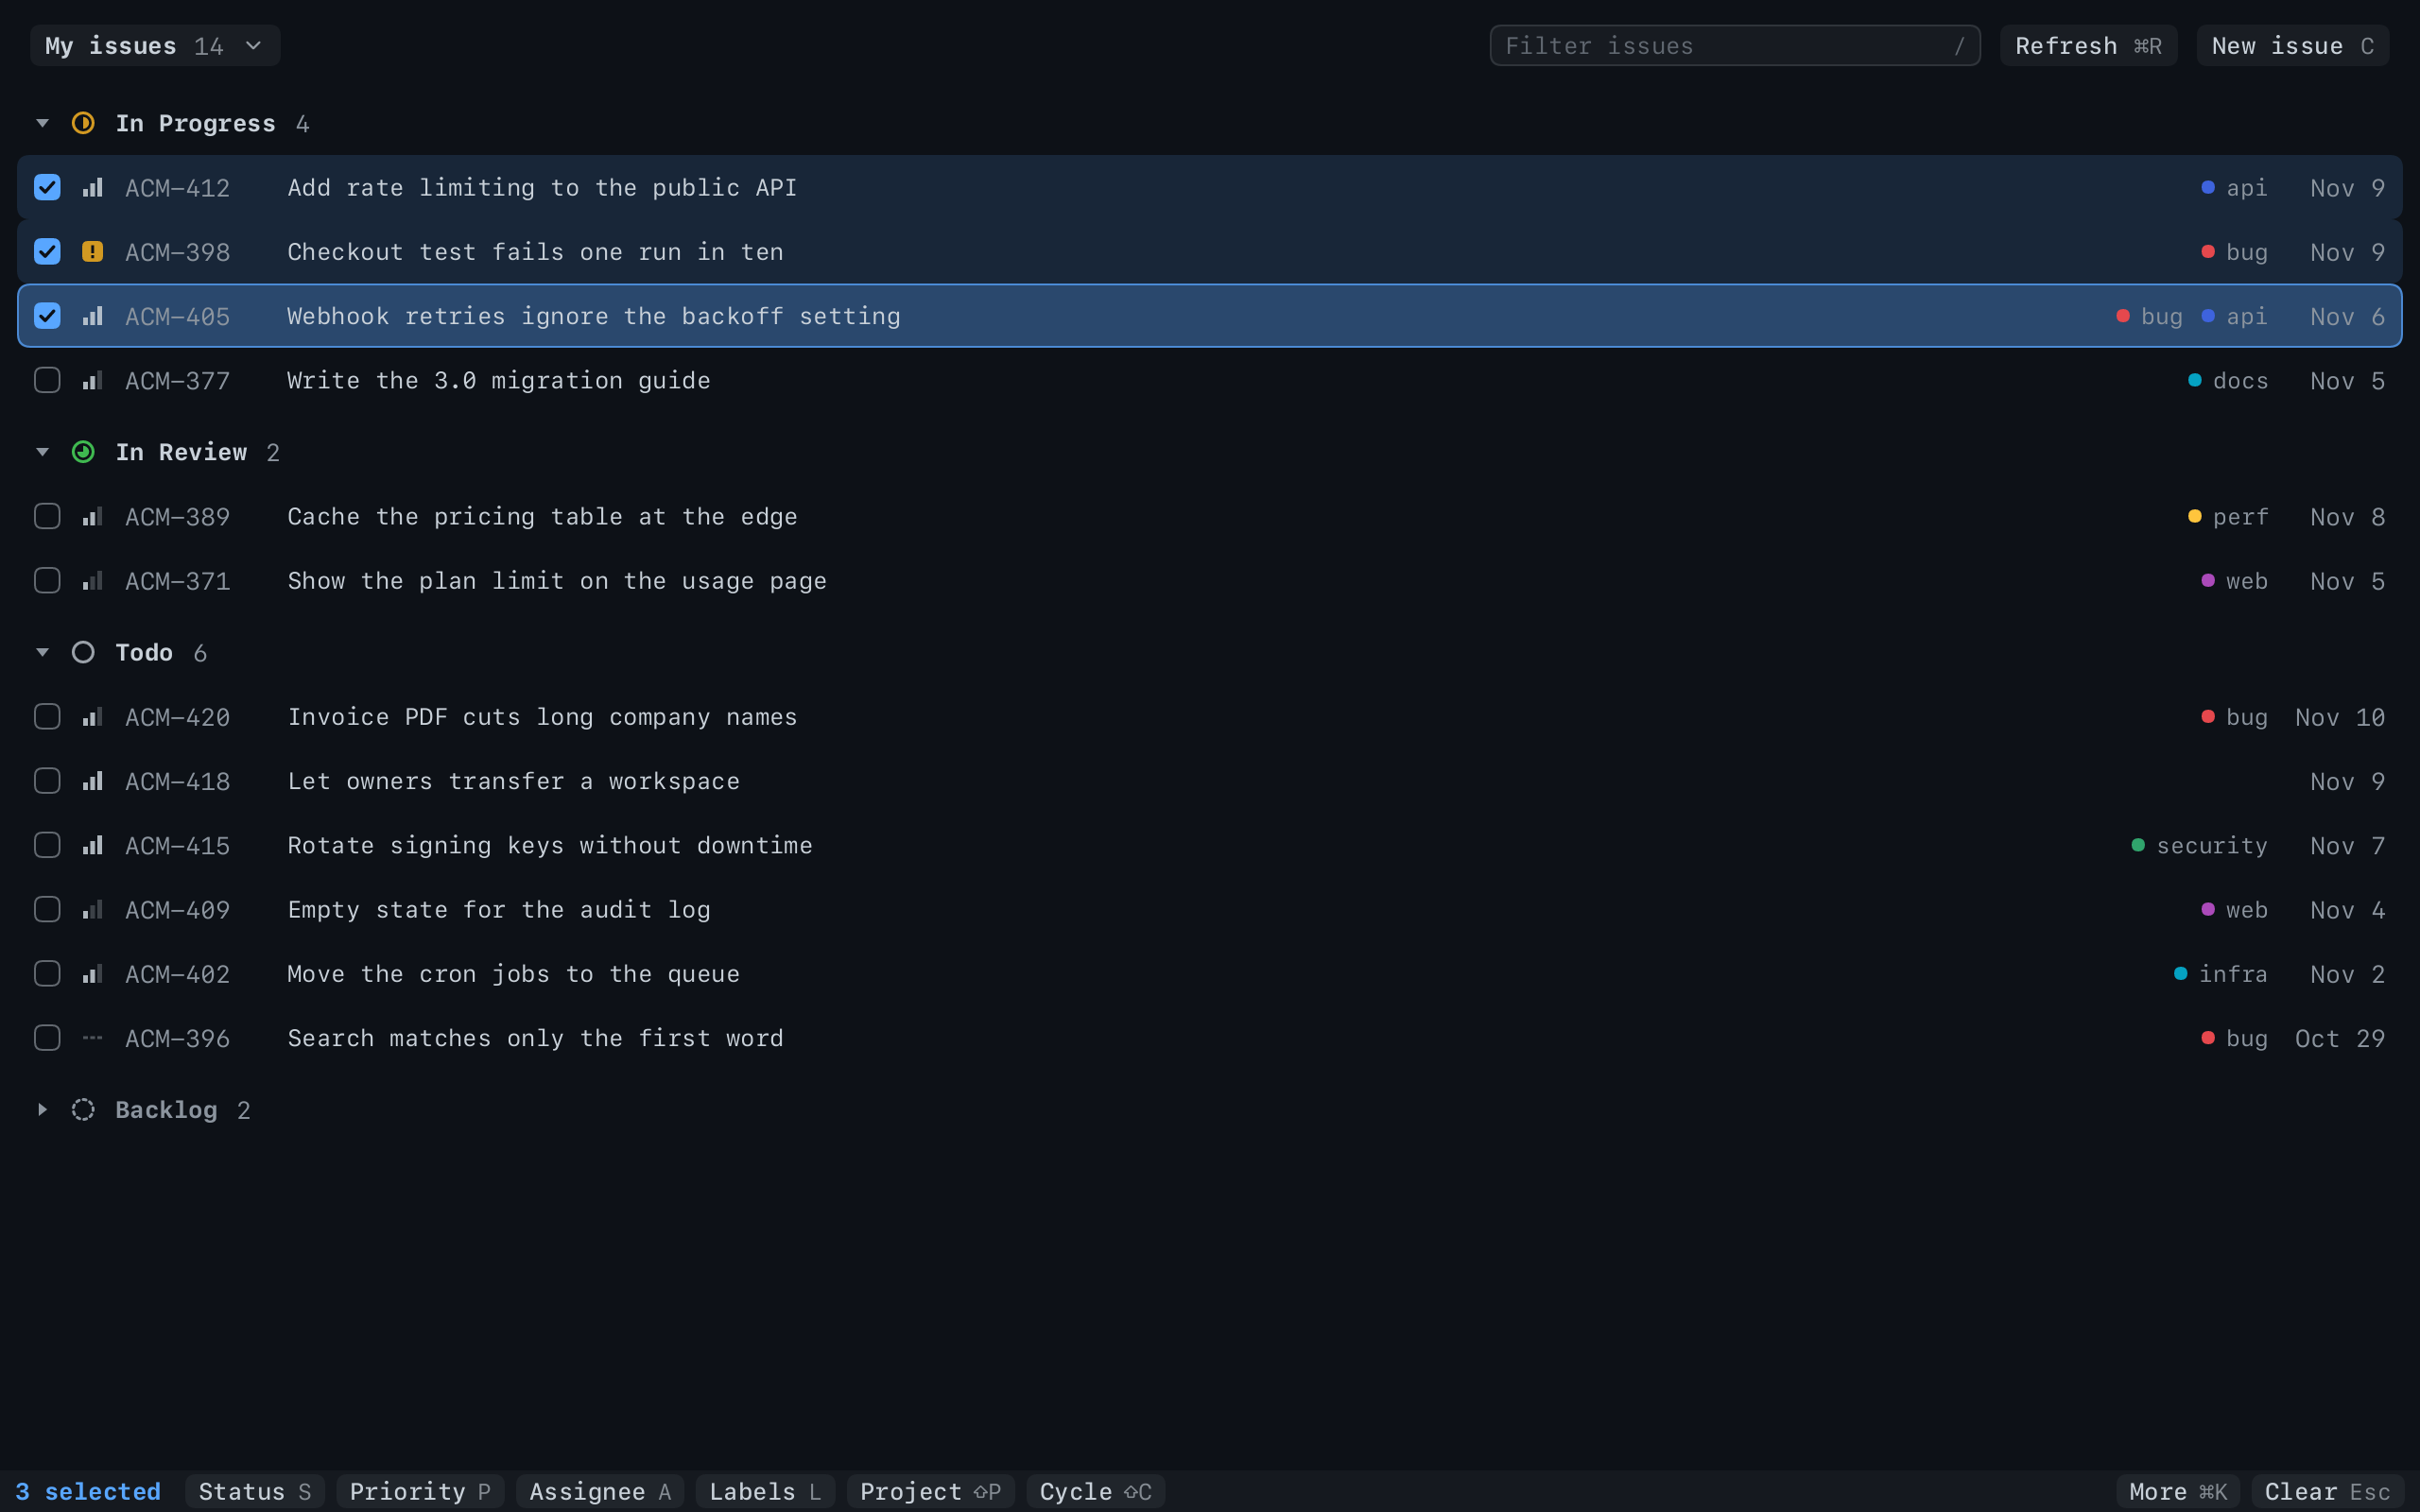 My issues 14 Filter issues / Refresh ⌘R New issue C
In Progress 4
ACM-412 Add rate limiting to the public API api Nov 9
ACM-398 Checkout test fails one run in ten bug Nov 9
ACM-405 Webhook retries ignore the backoff setting bug api Nov 6
ACM-377 Write the 3.0 migration guide docs Nov 5
In Review 2
ACM-389 Cache the pricing table at the edge perf Nov 8
ACM-371 Show the plan limit on the usage page web Nov 5
Todo 6
ACM-420 Invoice PDF cuts long company names bug Nov 10
ACM-418 Let owners transfer a workspace Nov 9
ACM-415 Rotate signing keys without downtime security Nov 7
ACM-409 Empty state for the audit log web Nov 4
ACM-402 Move the cron jobs to the queue infra Nov 2
ACM-396 Search matches only the first word bug Oct 29
Backlog 2
3 selected Status S Priority P Assignee A Labels L Project ⇧P Cycle ⇧C More ⌘K Clear Esc